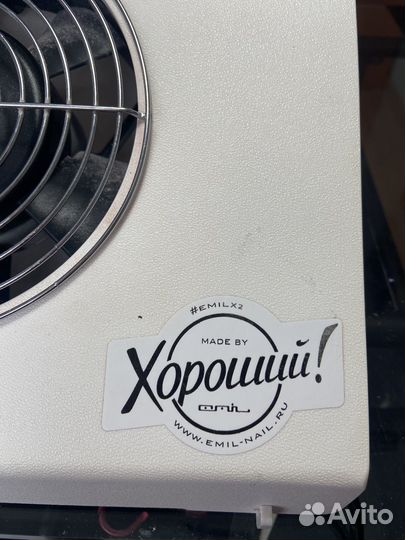 #EMILX2
MADE BY
Хороший!
emil
WWW.EMIL-NAIL.RU
Avito